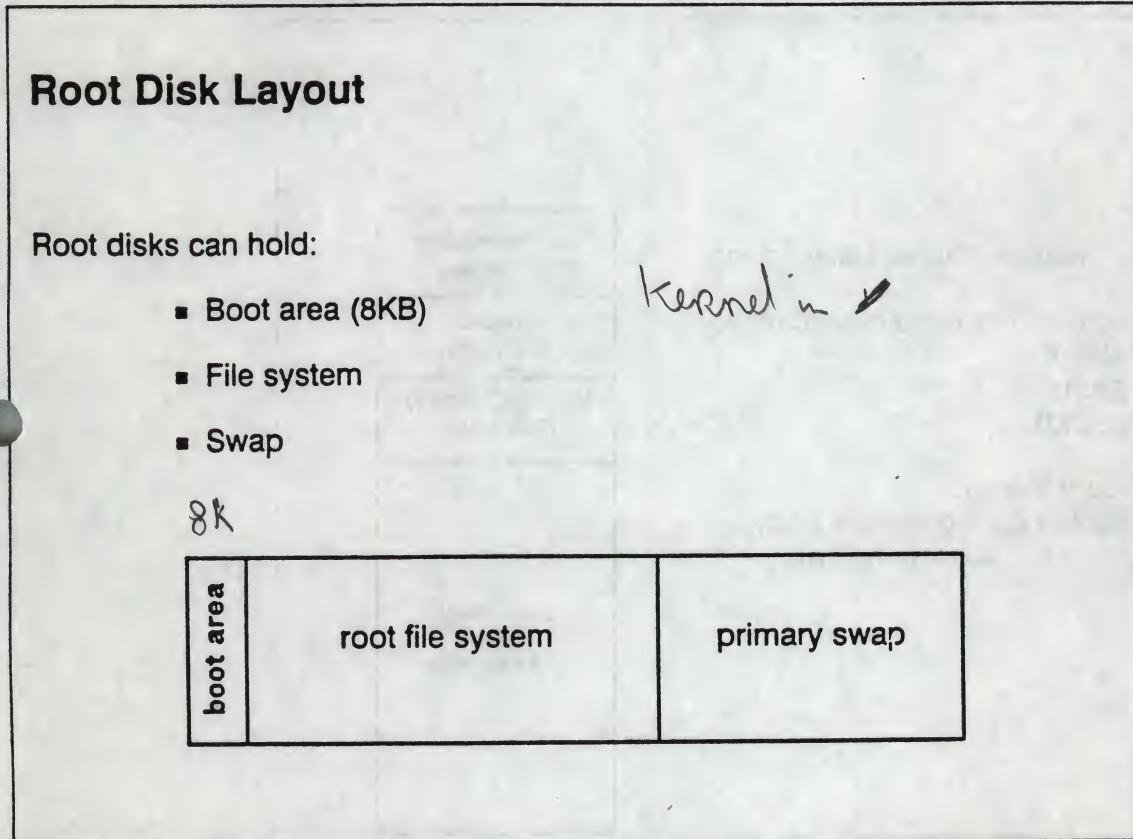 Root Disk Layout
Root disks can hold:
■ Boot area (8KB)
kernel in /
■ File system
■ Swap
8K
boot area
root file system
primary swap